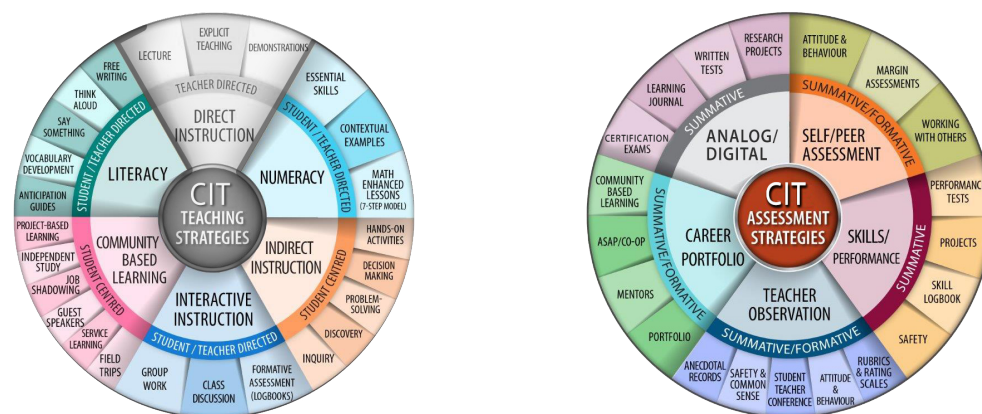 CIT
TEACHING
STRATEGIES
TEACHER DIRECTED
DIRECT
INSTRUCTION
LECTURE
EXPLICIT
TEACHING
DEMONSTRATIONS
STUDENT / TEACHER DIRECTED
NUMERACY
ESSENTIAL
SKILLS
CONTEXTUAL
EXAMPLES
MATH
ENHANCED
LESSONS
(7-STEP MODEL)
STUDENT CENTRED
INDIRECT
INSTRUCTION
HANDS-ON
ACTIVITIES
DECISION
MAKING
PROBLEM-
SOLVING
DISCOVERY
INQUIRY
STUDENT / TEACHER DIRECTED
INTERACTIVE
INSTRUCTION
FORMATIVE
ASSESSMENT
(LOGBOOKS)
CLASS
DISCUSSION
GROUP
WORK
STUDENT CENTRED
COMMUNITY
BASED
LEARNING
FIELD
TRIPS
SERVICE
LEARNING
GUEST
SPEAKERS
JOB
SHADOWING
INDEPENDENT
STUDY
PROJECT-BASED
LEARNING
STUDENT / TEACHER DIRECTED
LITERACY
ANTICIPATION
GUIDES
VOCABULARY
DEVELOPMENT
SAY
SOMETHING
THINK
ALOUD
FREE
WRITING
CIT
ASSESSMENT
STRATEGIES
SUMMATIVE
ANALOG/
DIGITAL
CERTIFICATION
EXAMS
LEARNING
JOURNAL
WRITTEN
TESTS
RESEARCH
PROJECTS
SUMMATIVE/FORMATIVE
SELF/PEER
ASSESSMENT
ATTITUDE &
BEHAVIOUR
MARGIN
ASSESSMENTS
WORKING
WITH OTHERS
SUMMATIVE
SKILLS/
PERFORMANCE
PERFORMANCE
TESTS
PROJECTS
SKILL
LOGBOOK
SAFETY
SUMMATIVE/FORMATIVE
TEACHER
OBSERVATION
RUBRICS
& RATING
SCALES
ATTITUDE &
BEHAVIOUR
STUDENT
TEACHER
CONFERENCE
SAFETY &
COMMON
SENSE
ANECDOTAL
RECORDS
SUMMATIVE/FORMATIVE
CAREER
PORTFOLIO
PORTFOLIO
MENTORS
ASAP/CO-OP
COMMUNITY
BASED
LEARNING